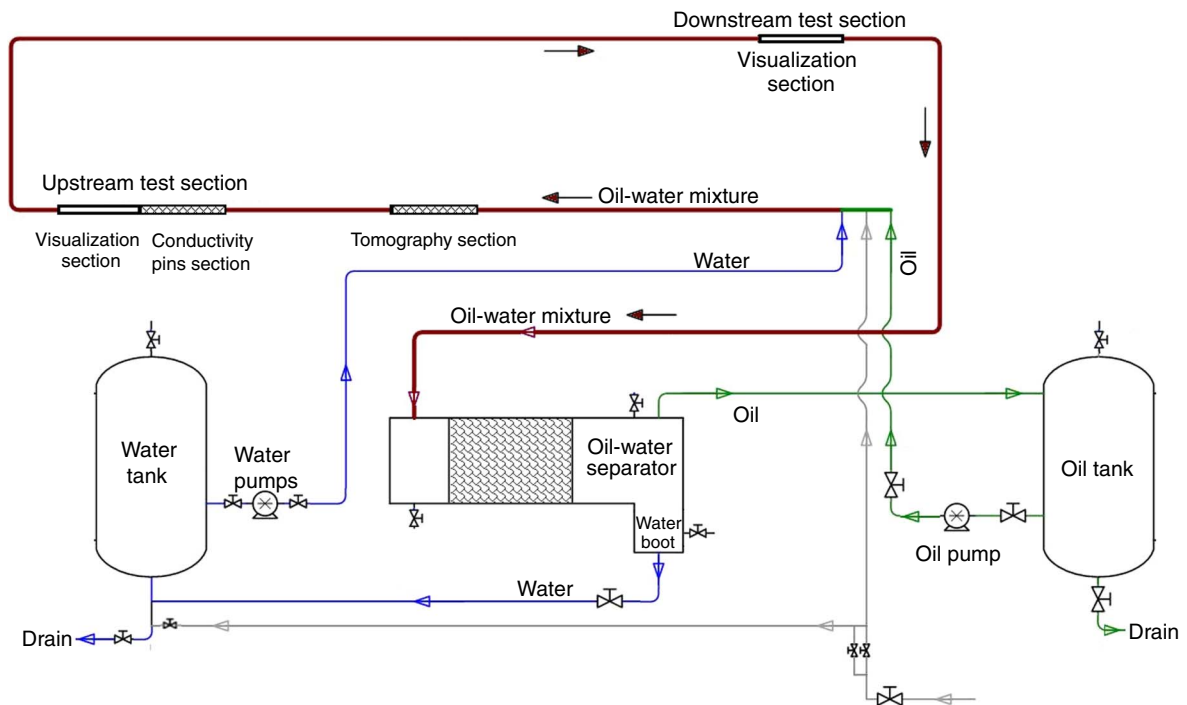 Downstream test section
Visualization
section
Upstream test section
Oil-water mixture
Visualization
section
Conductivity
pins section
Tomography section
Water
Oil
Oil-water mixture
Oil
Water
tank
Water
pumps
Oil-water
separator
Oil tank
Water
boot
Oil pump
Water
Drain
Drain